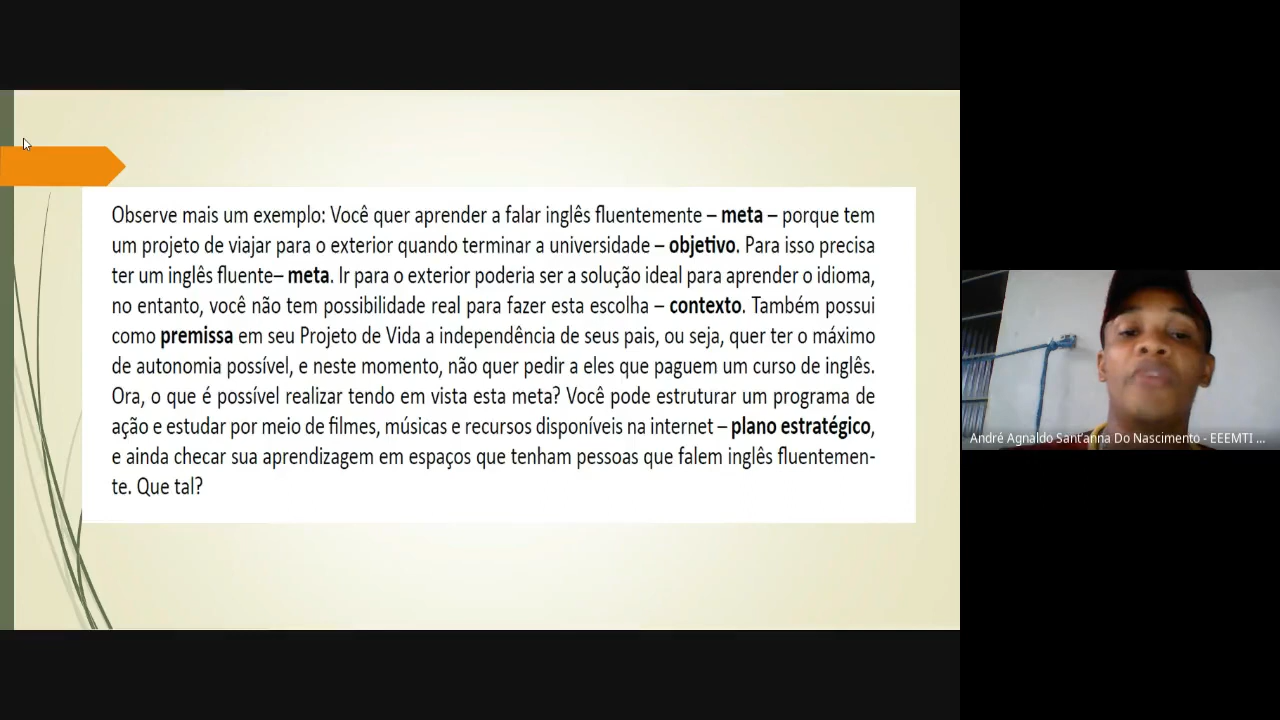 Observe mais um exemplo: Você quer aprender a falar inglês fluentemente – meta – porque tem
um projeto de viajar para o exterior quando terminar a universidade – objetivo. Para isso precisa
ter um inglês fluente– meta. Ir para o exterior poderia ser a solução ideal para aprender o idioma,
no entanto, você não tem possibilidade real para fazer esta escolha – contexto. Também possui
como premissa em seu Projeto de Vida a independência de seus pais, ou seja, quer ter o máximo
de autonomia possível, e neste momento, não quer pedir a eles que paguem um curso de inglês.
Ora, o que é possível realizar tendo em vista esta meta? Você pode estruturar um programa de
ação e estudar por meio de filmes, músicas e recursos disponíveis na internet – plano estratégico,
e ainda checar sua aprendizagem em espaços que tenham pessoas que falem inglês fluentemen-
te. Que tal?
André Agnaldo Sant'anna Do Nascimento - EEEMTI ...